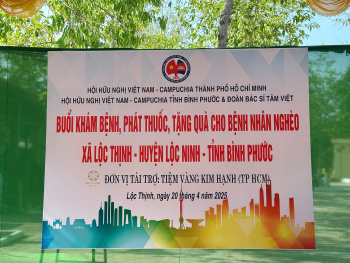 HỘI HỮU NGHỊ VIỆT NAM - CAMPUCHIA THÀNH PHỐ HỒ CHÍ MINH
HỘI HỮU NGHỊ VIỆT NAM - CAMPUCHIA TỈNH BÌNH PHƯỚC & ĐOÀN BÁC SĨ TÂM VIỆT
BUỔI KHÁM BỆNH, PHÁT THUỐC, TẶNG QUÀ CHO BỆNH NHÂN NGHÈO
XÃ LỘC THỊNH - HUYỆN LỘC NINH - TỈNH BÌNH PHƯỚC
ĐƠN VỊ TÀI TRỢ: TIỆM VÀNG KIM HẠNH (TP HCM)
Lộc Thịnh, ngày 20 tháng 4 năm 2025